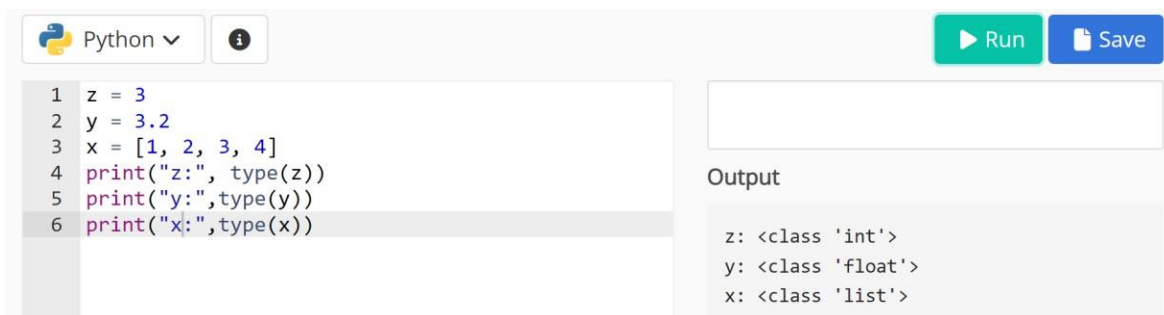 Python
Run
Save
1 z = 3
2 y = 3.2
3 x = [1, 2, 3, 4]
4 print("z:", type(z))
5 print("y:",type(y))
6 print("x:",type(x))
Output
z: <class 'int'>
y: <class 'float'>
x: <class 'list'>